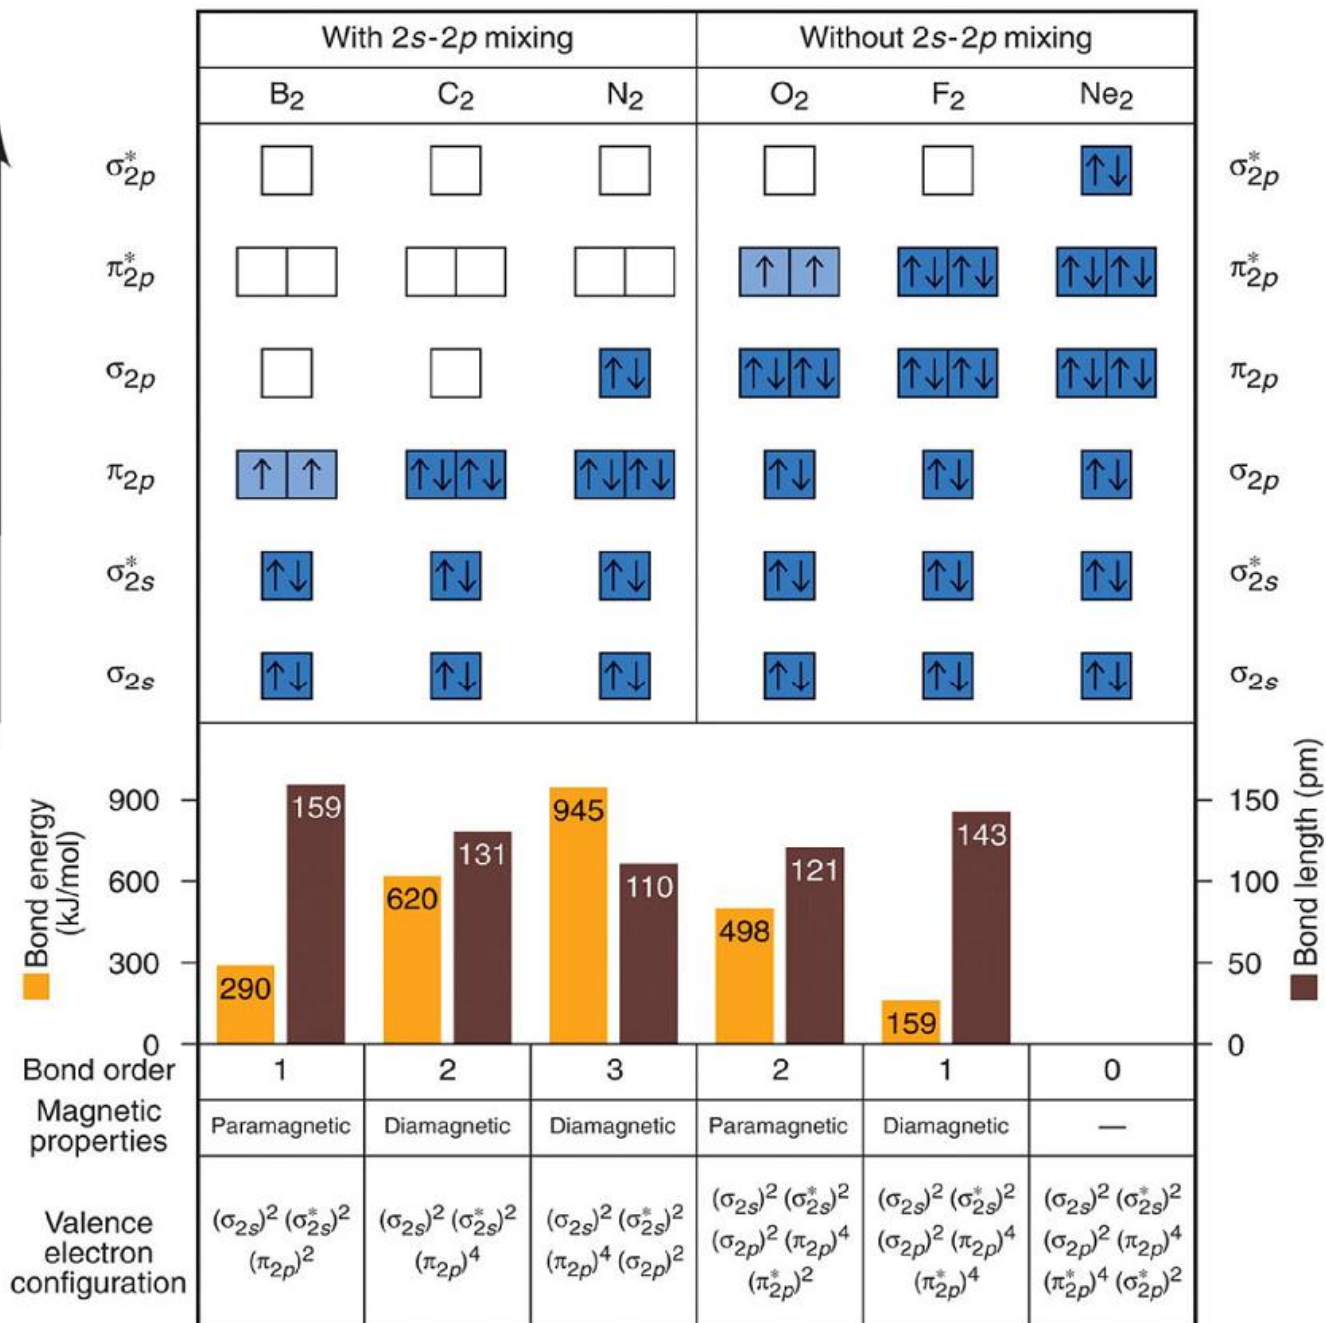 With 2s-2p mixing Without 2s-2p mixing
B₂ C₂ N₂ O₂ F₂ Ne₂
σ*₂p ↑↓ σ*₂p
π*₂p ↑ ↑ ↑↓ ↑↓ ↑↓ ↑↓ π*₂p
σ₂p ↑↓ ↑↓ ↑↓ ↑↓ ↑↓ ↑↓ ↑↓ π₂p
π₂p ↑ ↑ ↑↓ ↑↓ ↑↓ ↑↓ ↑↓ ↑↓ ↑↓ σ₂p
σ*₂s ↑↓ ↑↓ ↑↓ ↑↓ ↑↓ ↑↓ σ*₂s
σ₂s ↑↓ ↑↓ ↑↓ ↑↓ ↑↓ ↑↓ σ₂s
Bond energy
(kJ/mol)
900
600
300
0
290 159
620 131
945 110
498 121
159 143
150
100
50
0
Bond length (pm)
Bond order 1 2 3 2 1 0
Magnetic
properties
Paramagnetic Diamagnetic Diamagnetic Paramagnetic Diamagnetic —
Valence
electron
configuration
(σ₂s)² (σ*₂s)²
(π₂p)²
(σ₂s)² (σ*₂s)²
(π₂p)⁴
(σ₂s)² (σ*₂s)²
(π₂p)⁴ (σ₂p)²
(σ₂s)² (σ*₂s)²
(σ₂p)² (π₂p)⁴
(π*₂p)²
(σ₂s)² (σ*₂s)²
(σ₂p)² (π₂p)⁴
(π*₂p)⁴
(σ₂s)² (σ*₂s)²
(σ₂p)² (π₂p)⁴
(π*₂p)⁴ (σ*₂p)²